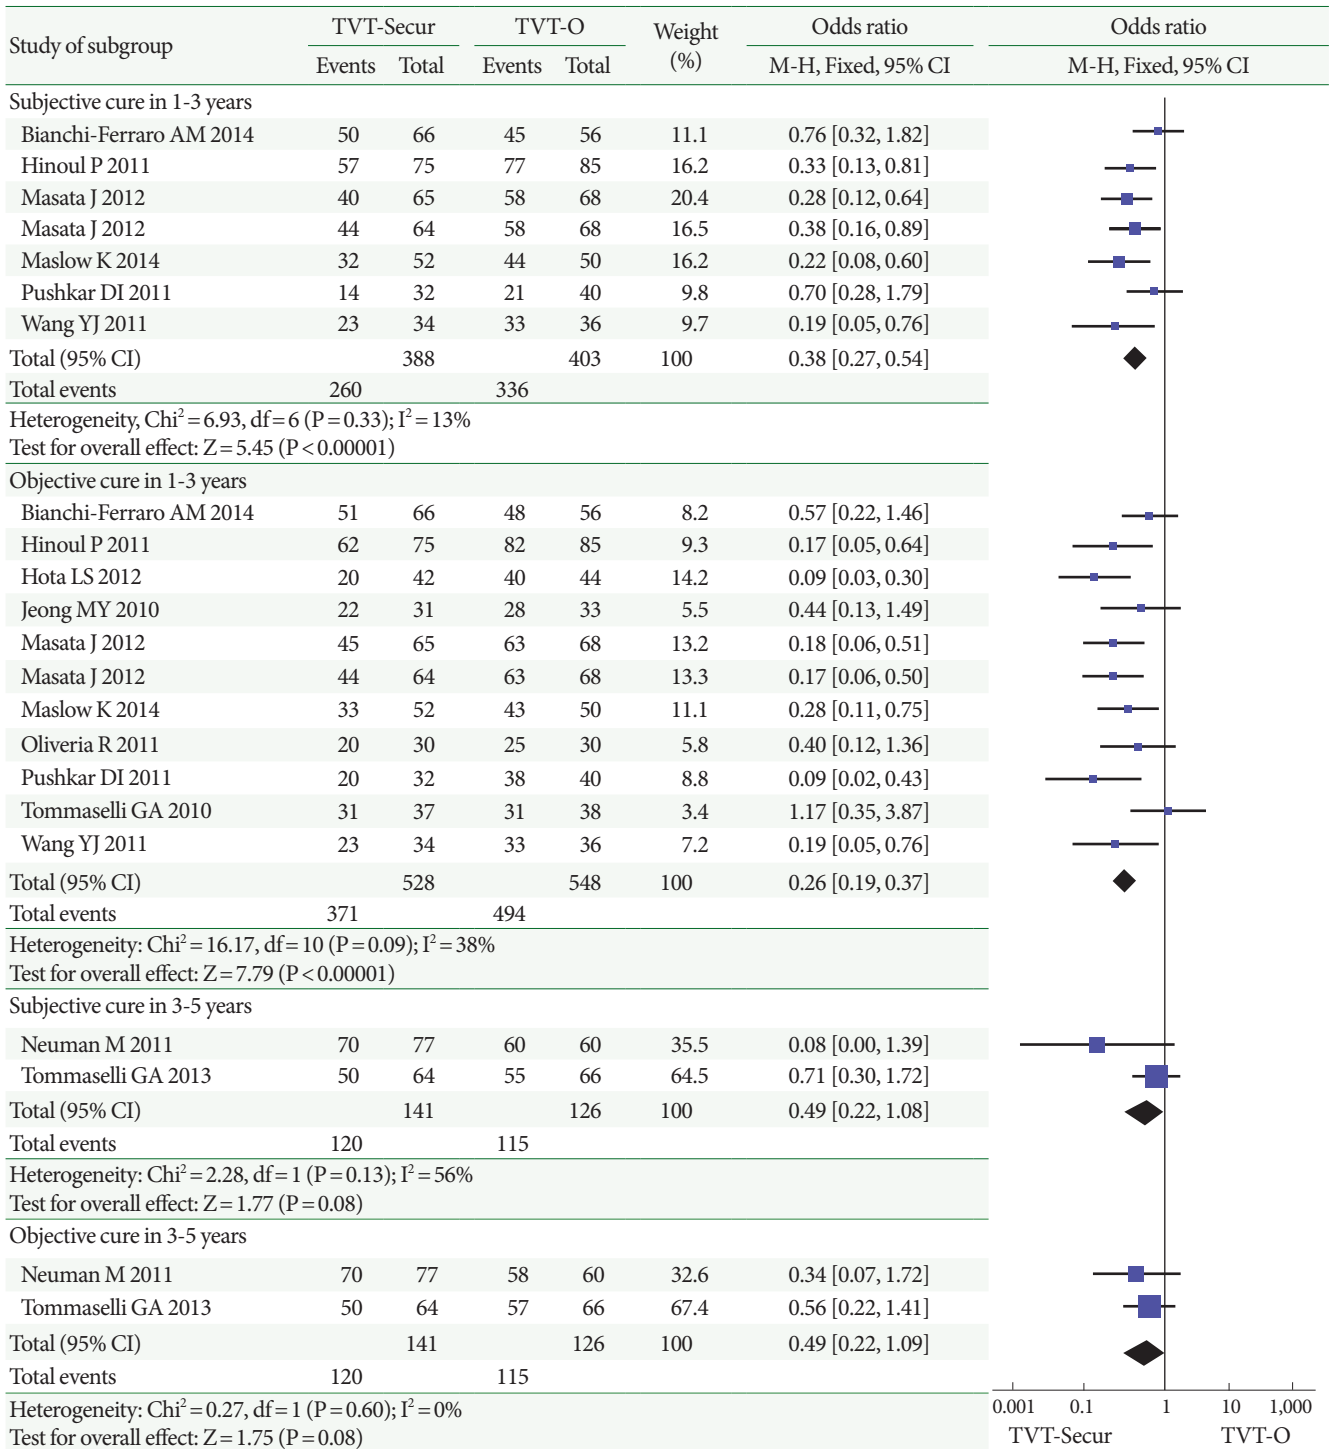 Study of subgroup TVT-Secur TVT-O Weight (%) Odds ratio Odds ratio
Events Total Events Total M-H, Fixed, 95% CI M-H, Fixed, 95% CI
Subjective cure in 1-3 years
Bianchi-Ferraro AM 2014 50 66 45 56 11.1 0.76 [0.32, 1.82]
Hinoul P 2011 57 75 77 85 16.2 0.33 [0.13, 0.81]
Masata J 2012 40 65 58 68 20.4 0.28 [0.12, 0.64]
Masata J 2012 44 64 58 68 16.5 0.38 [0.16, 0.89]
Maslow K 2014 32 52 44 50 16.2 0.22 [0.08, 0.60]
Pushkar DI 2011 14 32 21 40 9.8 0.70 [0.28, 1.79]
Wang YJ 2011 23 34 33 36 9.7 0.19 [0.05, 0.76]
Total (95% CI) 388 403 100 0.38 [0.27, 0.54]
Total events 260 336
Heterogeneity, Chi² = 6.93, df = 6 (P = 0.33); I² = 13%
Test for overall effect: Z = 5.45 (P < 0.00001)
Objective cure in 1-3 years
Bianchi-Ferraro AM 2014 51 66 48 56 8.2 0.57 [0.22, 1.46]
Hinoul P 2011 62 75 82 85 9.3 0.17 [0.05, 0.64]
Hota LS 2012 20 42 40 44 14.2 0.09 [0.03, 0.30]
Jeong MY 2010 22 31 28 33 5.5 0.44 [0.13, 1.49]
Masata J 2012 45 65 63 68 13.2 0.18 [0.06, 0.51]
Masata J 2012 44 64 63 68 13.3 0.17 [0.06, 0.50]
Maslow K 2014 33 52 43 50 11.1 0.28 [0.11, 0.75]
Oliveria R 2011 20 30 25 30 5.8 0.40 [0.12, 1.36]
Pushkar DI 2011 20 32 38 40 8.8 0.09 [0.02, 0.43]
Tommaselli GA 2010 31 37 31 38 3.4 1.17 [0.35, 3.87]
Wang YJ 2011 23 34 33 36 7.2 0.19 [0.05, 0.76]
Total (95% CI) 528 548 100 0.26 [0.19, 0.37]
Total events 371 494
Heterogeneity: Chi² = 16.17, df = 10 (P = 0.09); I² = 38%
Test for overall effect: Z = 7.79 (P < 0.00001)
Subjective cure in 3-5 years
Neuman M 2011 70 77 60 60 35.5 0.08 [0.00, 1.39]
Tommaselli GA 2013 50 64 55 66 64.5 0.71 [0.30, 1.72]
Total (95% CI) 141 126 100 0.49 [0.22, 1.08]
Total events 120 115
Heterogeneity: Chi² = 2.28, df = 1 (P = 0.13); I² = 56%
Test for overall effect: Z = 1.77 (P = 0.08)
Objective cure in 3-5 years
Neuman M 2011 70 77 58 60 32.6 0.34 [0.07, 1.72]
Tommaselli GA 2013 50 64 57 66 67.4 0.56 [0.22, 1.41]
Total (95% CI) 141 126 100 0.49 [0.22, 1.09]
Total events 120 115
Heterogeneity: Chi² = 0.27, df = 1 (P = 0.60); I² = 0%
Test for overall effect: Z = 1.75 (P = 0.08)
0.001 0.1 1 10 1,000
TVT-Secur TVT-O